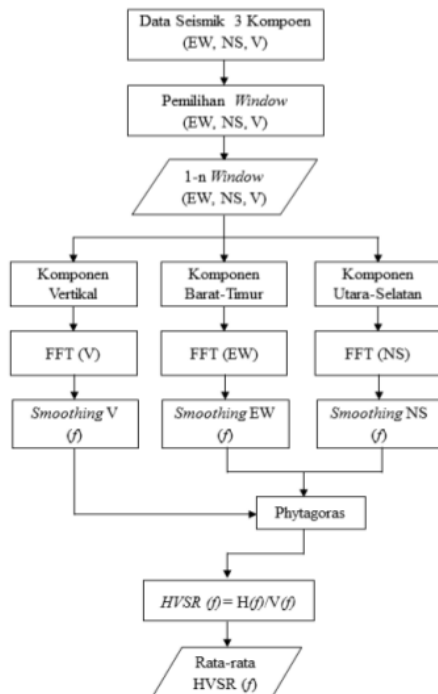 Data Seismik 3 Kompoen
(EW, NS, V)
Pemilihan Window
(EW, NS, V)
1-n Window
(EW, NS, V)
Komponen
Vertikal
Komponen
Barat-Timur
Komponen
Utara-Selatan
FFT (V)
FFT (EW)
FFT (NS)
Smoothing V
(f)
Smoothing EW
(f)
Smoothing NS
(f)
Phytagoras
HVSR (f) = H(f)/V(f)
Rata-rata
HVSR (f)